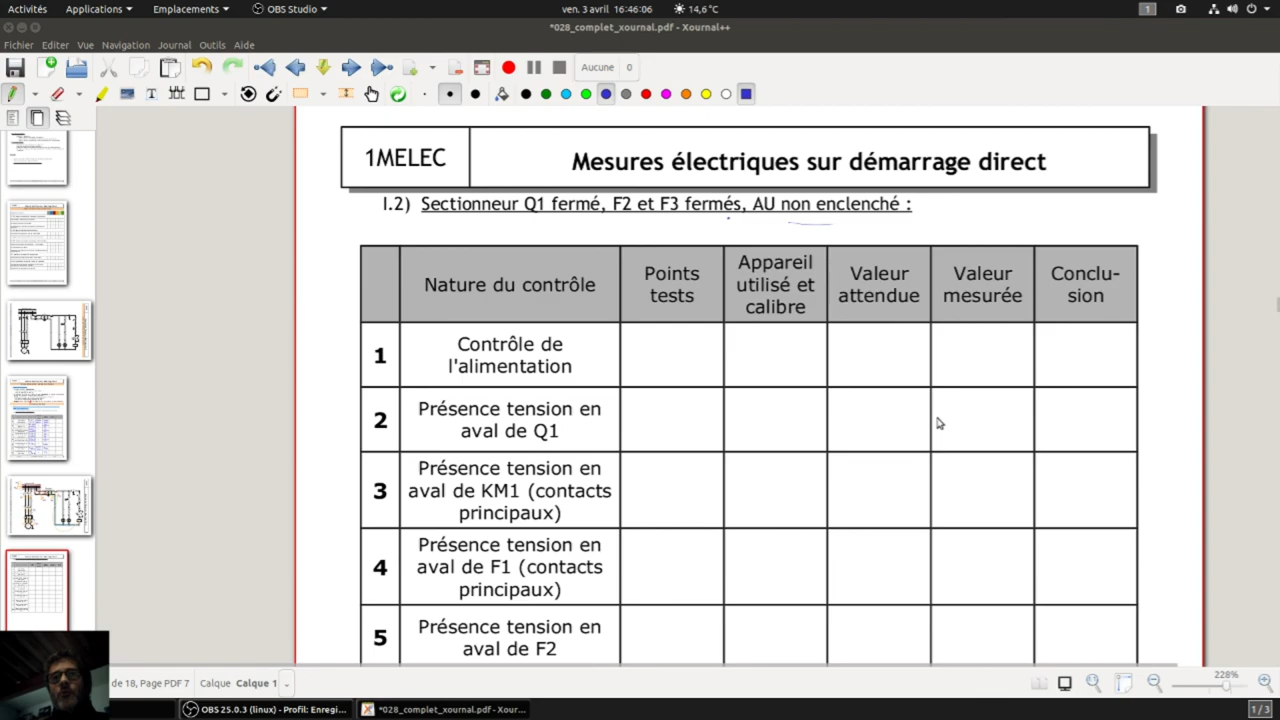 Activités Applications Emplacements OBS Studio ven. 3 avril 16:46:06 14,6°C 1
*028_complet_xournal.pdf - Xournal++
Fichier Editer Vue Navigation Journal Outils Aide
Aucune 0
1MELEC
Mesures électriques sur démarrage direct
I.2) Sectionneur Q1 fermé, F2 et F3 fermés, AU non enclenché :
Nature du contrôle
Points
tests
Appareil
utilisé et
calibre
Valeur
attendue
Valeur
mesurée
Conclu-
sion
1
Contrôle de
l'alimentation
2
Présence tension en
aval de Q1
3
Présence tension en
aval de KM1 (contacts
principaux)
4
Présence tension en
aval de F1 (contacts
principaux)
5
Présence tension en
aval de F2
de 18, Page PDF 7 Calque Calque 1 228%
OBS 25.0.3 (linux) - Profil: Enregi... *028_complet_xournal.pdf - Xour... 1 / 3